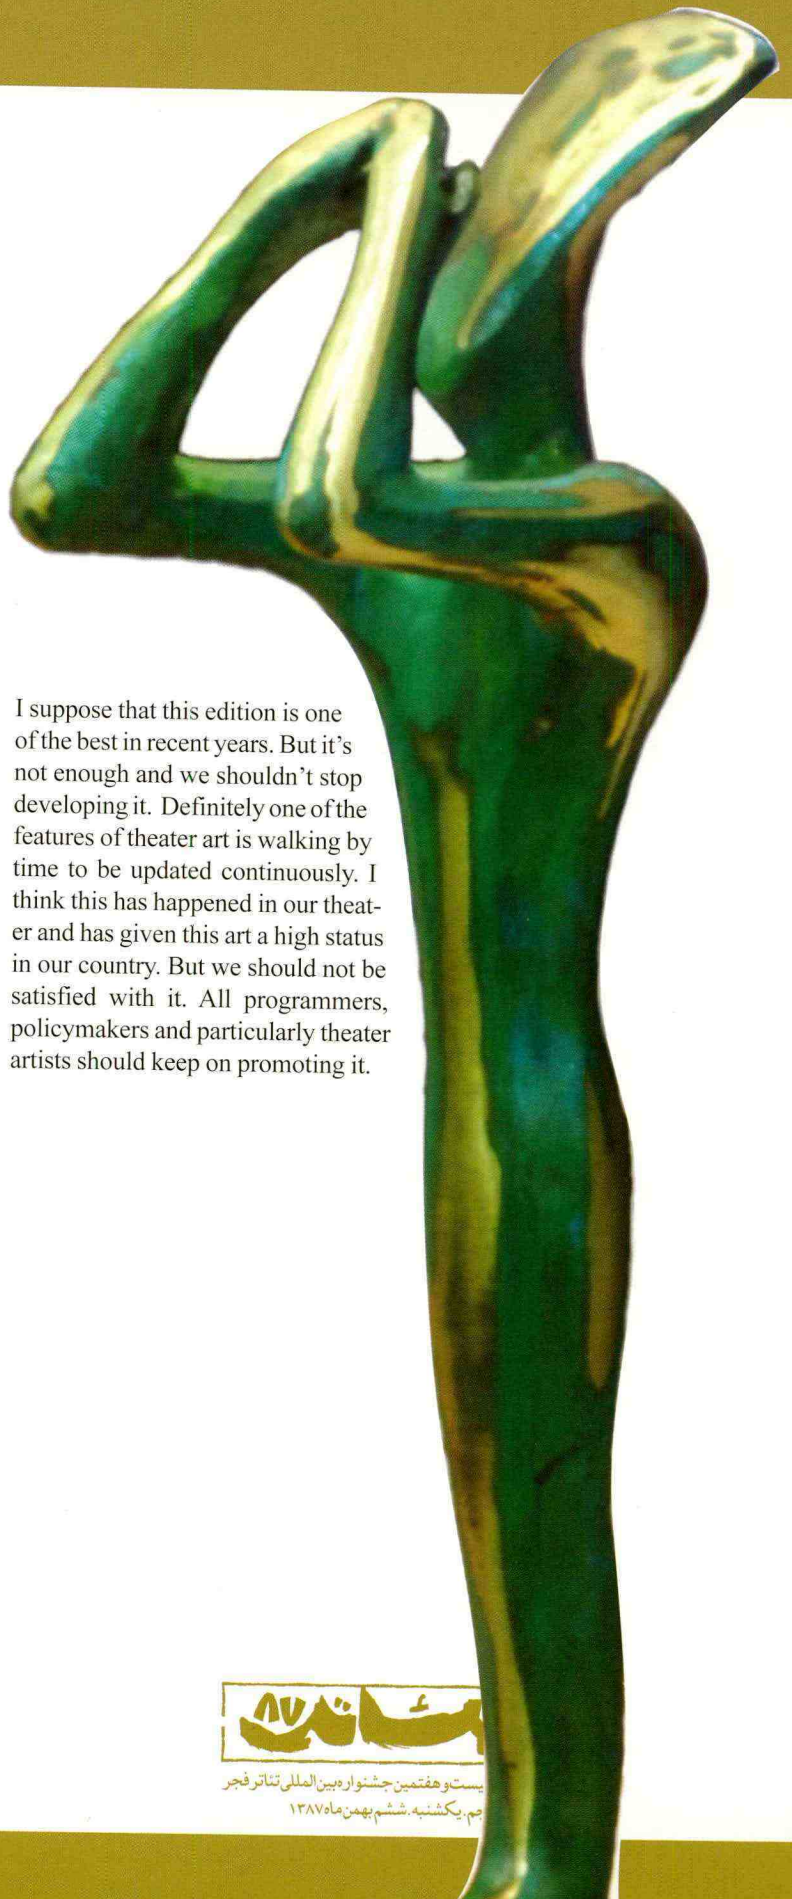 I suppose that this edition is one
of the best in recent years. But it's
not enough and we shouldn't stop
developing it. Definitely one of the
features of theater art is walking by
time to be updated continuously. I
think this has happened in our theat-
er and has given this art a high status
in our country. But we should not be
satisfied with it. All programmers,
policymakers and particularly theater
artists should keep on promoting it.
۸۷
یست‌و هفتمین جشنواره بین‌المللی تئاتر فجر
جم. یکشنبه. ششم بهمن ماه ۱۳۸۷